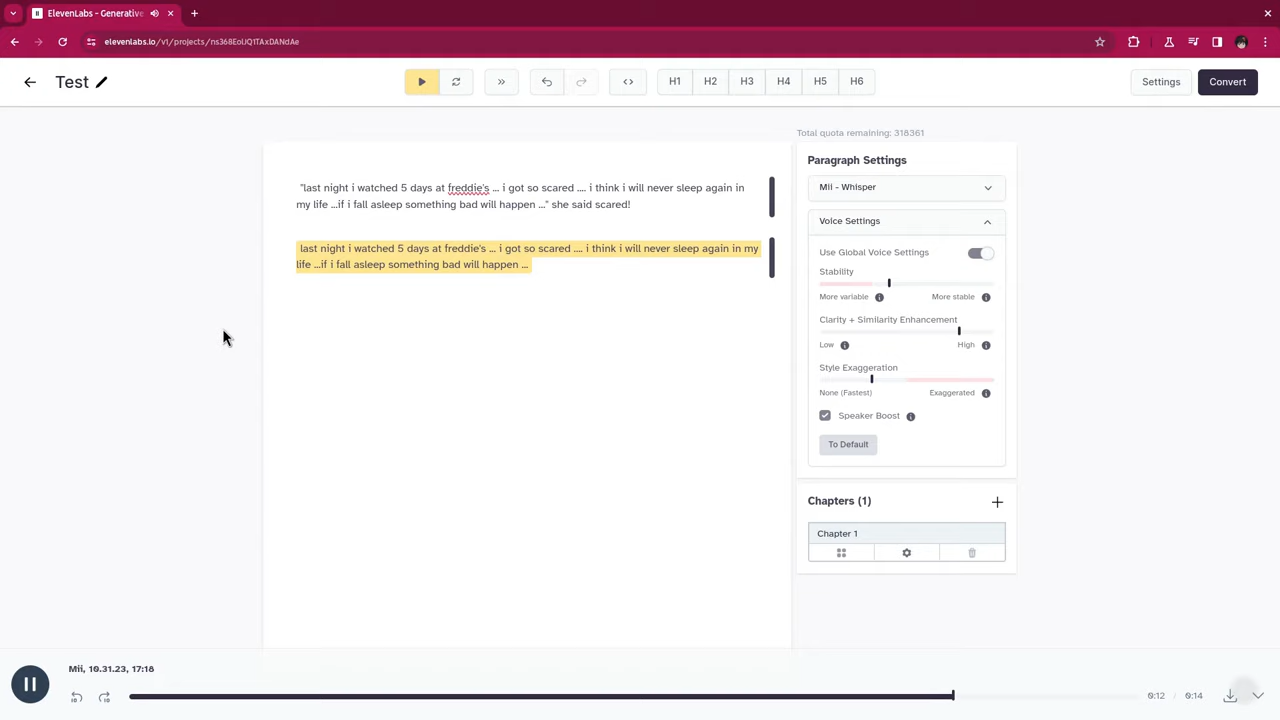 ElevenLabs - Generative
elevenlabs.io/v1/projects/ns368EoIJQ1TAxDANdAe
Test
H1 H2 H3 H4 H5 H6
Settings
Convert
Total quota remaining: 318361
"last night i watched 5 days at freddie's ... i got so scared .... i think i will never sleep again in
my life ...if i fall asleep something bad will happen ..." she said scared!
last night i watched 5 days at freddie's ... i got so scared .... i think i will never sleep again in my
life ...if i fall asleep something bad will happen ...
Paragraph Settings
Mii - Whisper
Voice Settings
Use Global Voice Settings
Stability
More variable More stable
Clarity + Similarity Enhancement
Low High
Style Exaggeration
None (Fastest) Exaggerated
Speaker Boost
To Default
Chapters (1)
Chapter 1
Mii, 10.31.23, 17:18
10 10
0:12 / 0:14